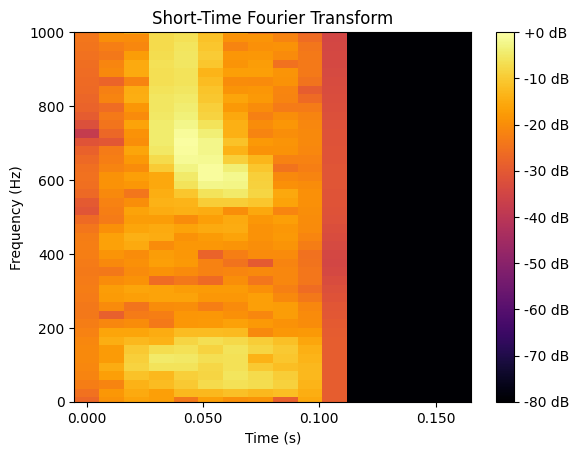 Short-Time Fourier Transform
1000
800
600
400
200
0
Frequency (Hz)
0.000
0.050
0.100
0.150
Time (s)
+0 dB
-10 dB
-20 dB
-30 dB
-40 dB
-50 dB
-60 dB
-70 dB
-80 dB